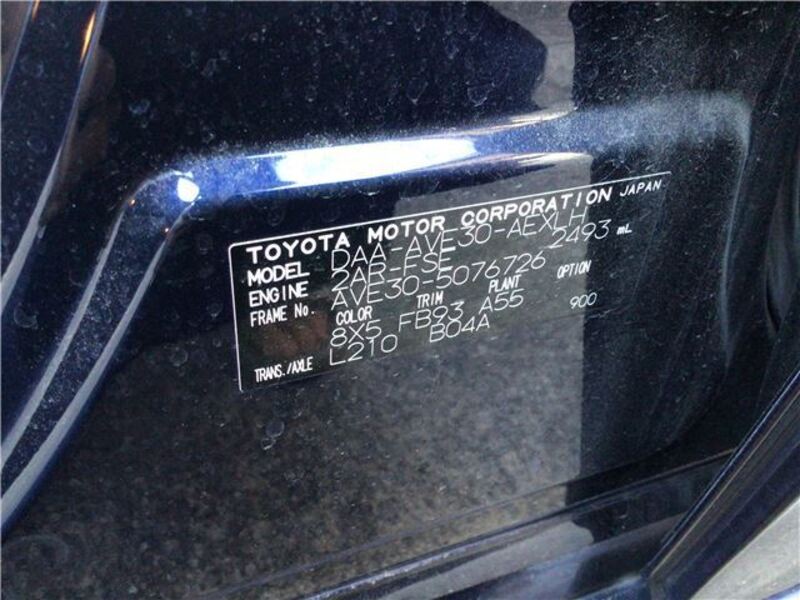 TOYOTA MOTOR CORPORATION JAPAN
MODEL DAA-AVE30-AEXLH
ENGINE 2AR-FSE 2493 mL
FRAME No. AVE30-5076726
COLOR TRIM PLANT OPTION
8X5 FB93 A55 900
TRANS./AXLE L210 B04A